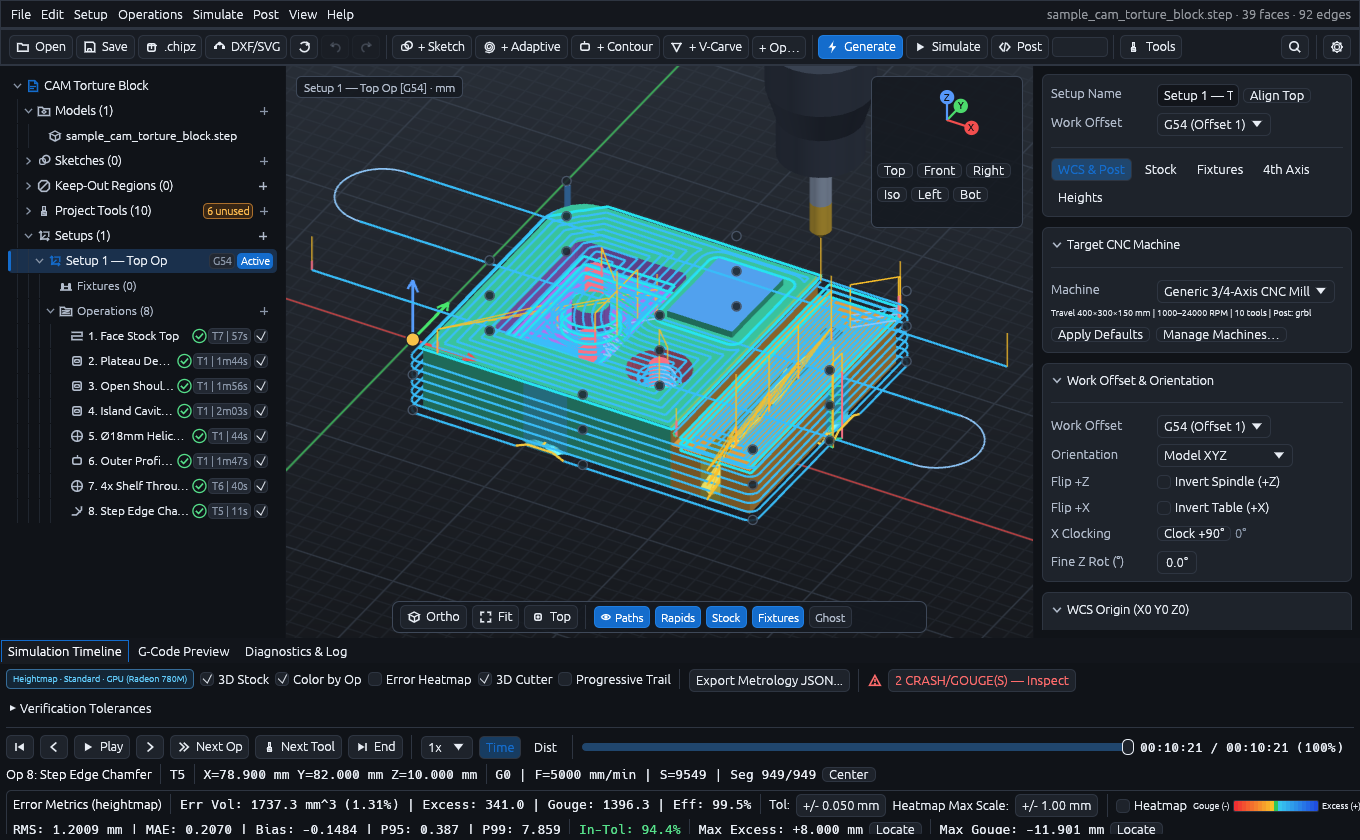 File Edit Setup Operations Simulate Post View Help
sample_cam_torture_block.step · 39 faces · 92 edges
Open Save .chipz DXF/SVG + Sketch + Adaptive + Contour + V-Carve + Op… Generate Simulate Post Tools
CAM Torture Block
Models (1) +
sample_cam_torture_block.step
Sketches (0) +
Keep-Out Regions (0) +
Project Tools (10) 6 unused +
Setups (1) +
Setup 1 — Top Op G54 Active
Fixtures (0)
Operations (8) +
1. Face Stock Top T7 | 57s
2. Plateau De… T1 | 1m44s
3. Open Shoul… T1 | 1m56s
4. Island Cavit… T1 | 2m03s
5. Ø18mm Helic… T1 | 44s
6. Outer Profi… T1 | 1m47s
7. 4x Shelf Throu… T6 | 40s
8. Step Edge Cha… T5 | 11s
Setup 1 — Top Op [G54] · mm
Z
Y
X
Top Front Right
Iso Left Bot
Ortho Fit Top Paths Rapids Stock Fixtures Ghost
Setup Name Setup 1 — T Align Top
Work Offset G54 (Offset 1)
WCS & Post Stock Fixtures 4th Axis
Heights
Target CNC Machine
Machine Generic 3/4-Axis CNC Mill
Travel 400×300×150 mm | 1000–24000 RPM | 10 tools | Post: grbl
Apply Defaults Manage Machines…
Work Offset & Orientation
Work Offset G54 (Offset 1)
Orientation Model XYZ
Flip +Z Invert Spindle (+Z)
Flip +X Invert Table (+X)
X Clocking Clock +90° 0°
Fine Z Rot (°) 0.0°
WCS Origin (X0 Y0 Z0)
Simulation Timeline G-Code Preview Diagnostics & Log
Heightmap · Standard · GPU (Radeon 780M) 3D Stock Color by Op Error Heatmap 3D Cutter Progressive Trail Export Metrology JSON… 2 CRASH/GOUGE(S) — Inspect
Verification Tolerances
Play Next Op Next Tool End 1x Time Dist 00:10:21 / 00:10:21 (100%)
Op 8: Step Edge Chamfer T5 X=78.900 mm Y=82.000 mm Z=10.000 mm G0 | F=5000 mm/min | S=9549 | Seg 949/949 Center
Error Metrics (heightmap) Err Vol: 1737.3 mm^3 (1.31%) | Excess: 341.0 | Gouge: 1396.3 | Eff: 99.5% Tol: +/- 0.050 mm Heatmap Max Scale: +/- 1.00 mm Heatmap Gouge (-) Excess (+)
RMS: 1.2009 mm | MAE: 0.2070 | Bias: -0.1484 | P95: 0.387 | P99: 7.859 In-Tol: 94.4% Max Excess: +8.000 mm Locate Max Gouge: -11.901 mm Locate